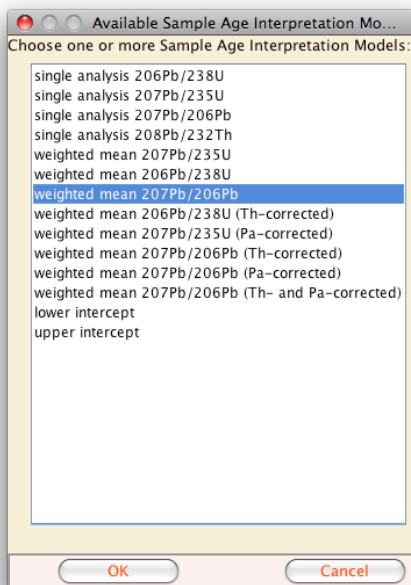 Available Sample Age Interpretation Mo...
Choose one or more Sample Age Interpretation Models:
single analysis 206Pb/238U
single analysis 207Pb/235U
single analysis 207Pb/206Pb
single analysis 208Pb/232Th
weighted mean 207Pb/235U
weighted mean 206Pb/238U
weighted mean 207Pb/206Pb
weighted mean 206Pb/238U (Th-corrected)
weighted mean 207Pb/235U (Pa-corrected)
weighted mean 207Pb/206Pb (Th-corrected)
weighted mean 207Pb/206Pb (Pa-corrected)
weighted mean 207Pb/206Pb (Th- and Pa-corrected)
lower intercept
upper intercept
OK Cancel